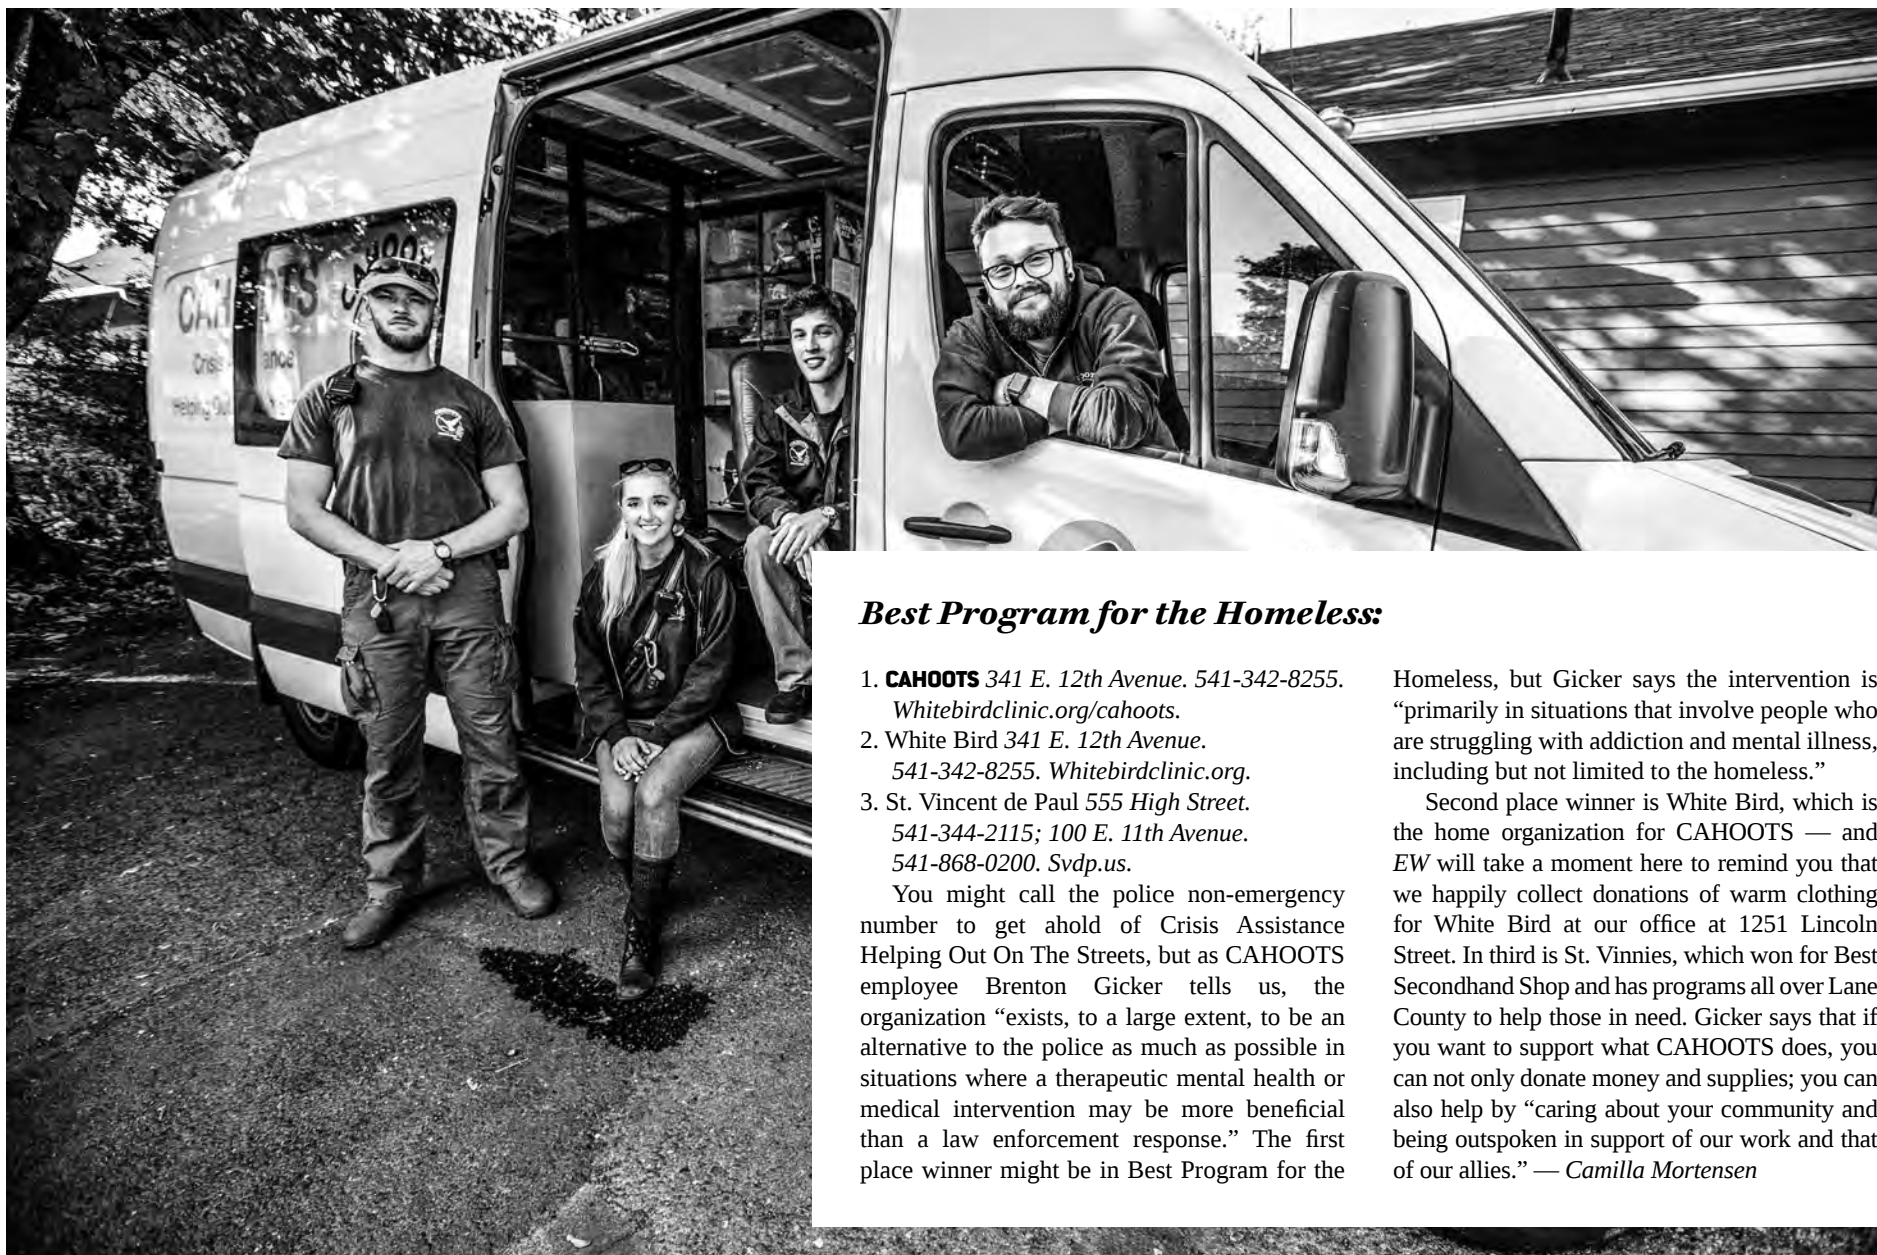 CAHOOTS
Best Program for the Homeless:
1. CAHOOTS 341 E. 12th Avenue. 541-342-8255.
Whitebirdclinic.org/cahoots.
2. White Bird 341 E. 12th Avenue.
541-342-8255. Whitebirdclinic.org.
3. St. Vincent de Paul 555 High Street.
541-344-2115; 100 E. 11th Avenue.
541-868-0200. Svdp.us.
You might call the police non-emergency
number to get ahold of Crisis Assistance
Helping Out On The Streets, but as CAHOOTS
employee Brenton Gicker tells us, the
organization “exists, to a large extent, to be an
alternative to the police as much as possible in
situations where a therapeutic mental health or
medical intervention may be more beneficial
than a law enforcement response.” The first
place winner might be in Best Program for the
Homeless, but Gicker says the intervention is
“primarily in situations that involve people who
are struggling with addiction and mental illness,
including but not limited to the homeless.”
Second place winner is White Bird, which is
the home organization for CAHOOTS — and
EW will take a moment here to remind you that
we happily collect donations of warm clothing
for White Bird at our office at 1251 Lincoln
Street. In third is St. Vinnies, which won for Best
Secondhand Shop and has programs all over Lane
County to help those in need. Gicker says that if
you want to support what CAHOOTS does, you
can not only donate money and supplies; you can
also help by “caring about your community and
being outspoken in support of our work and that
of our allies.” — Camilla Mortensen